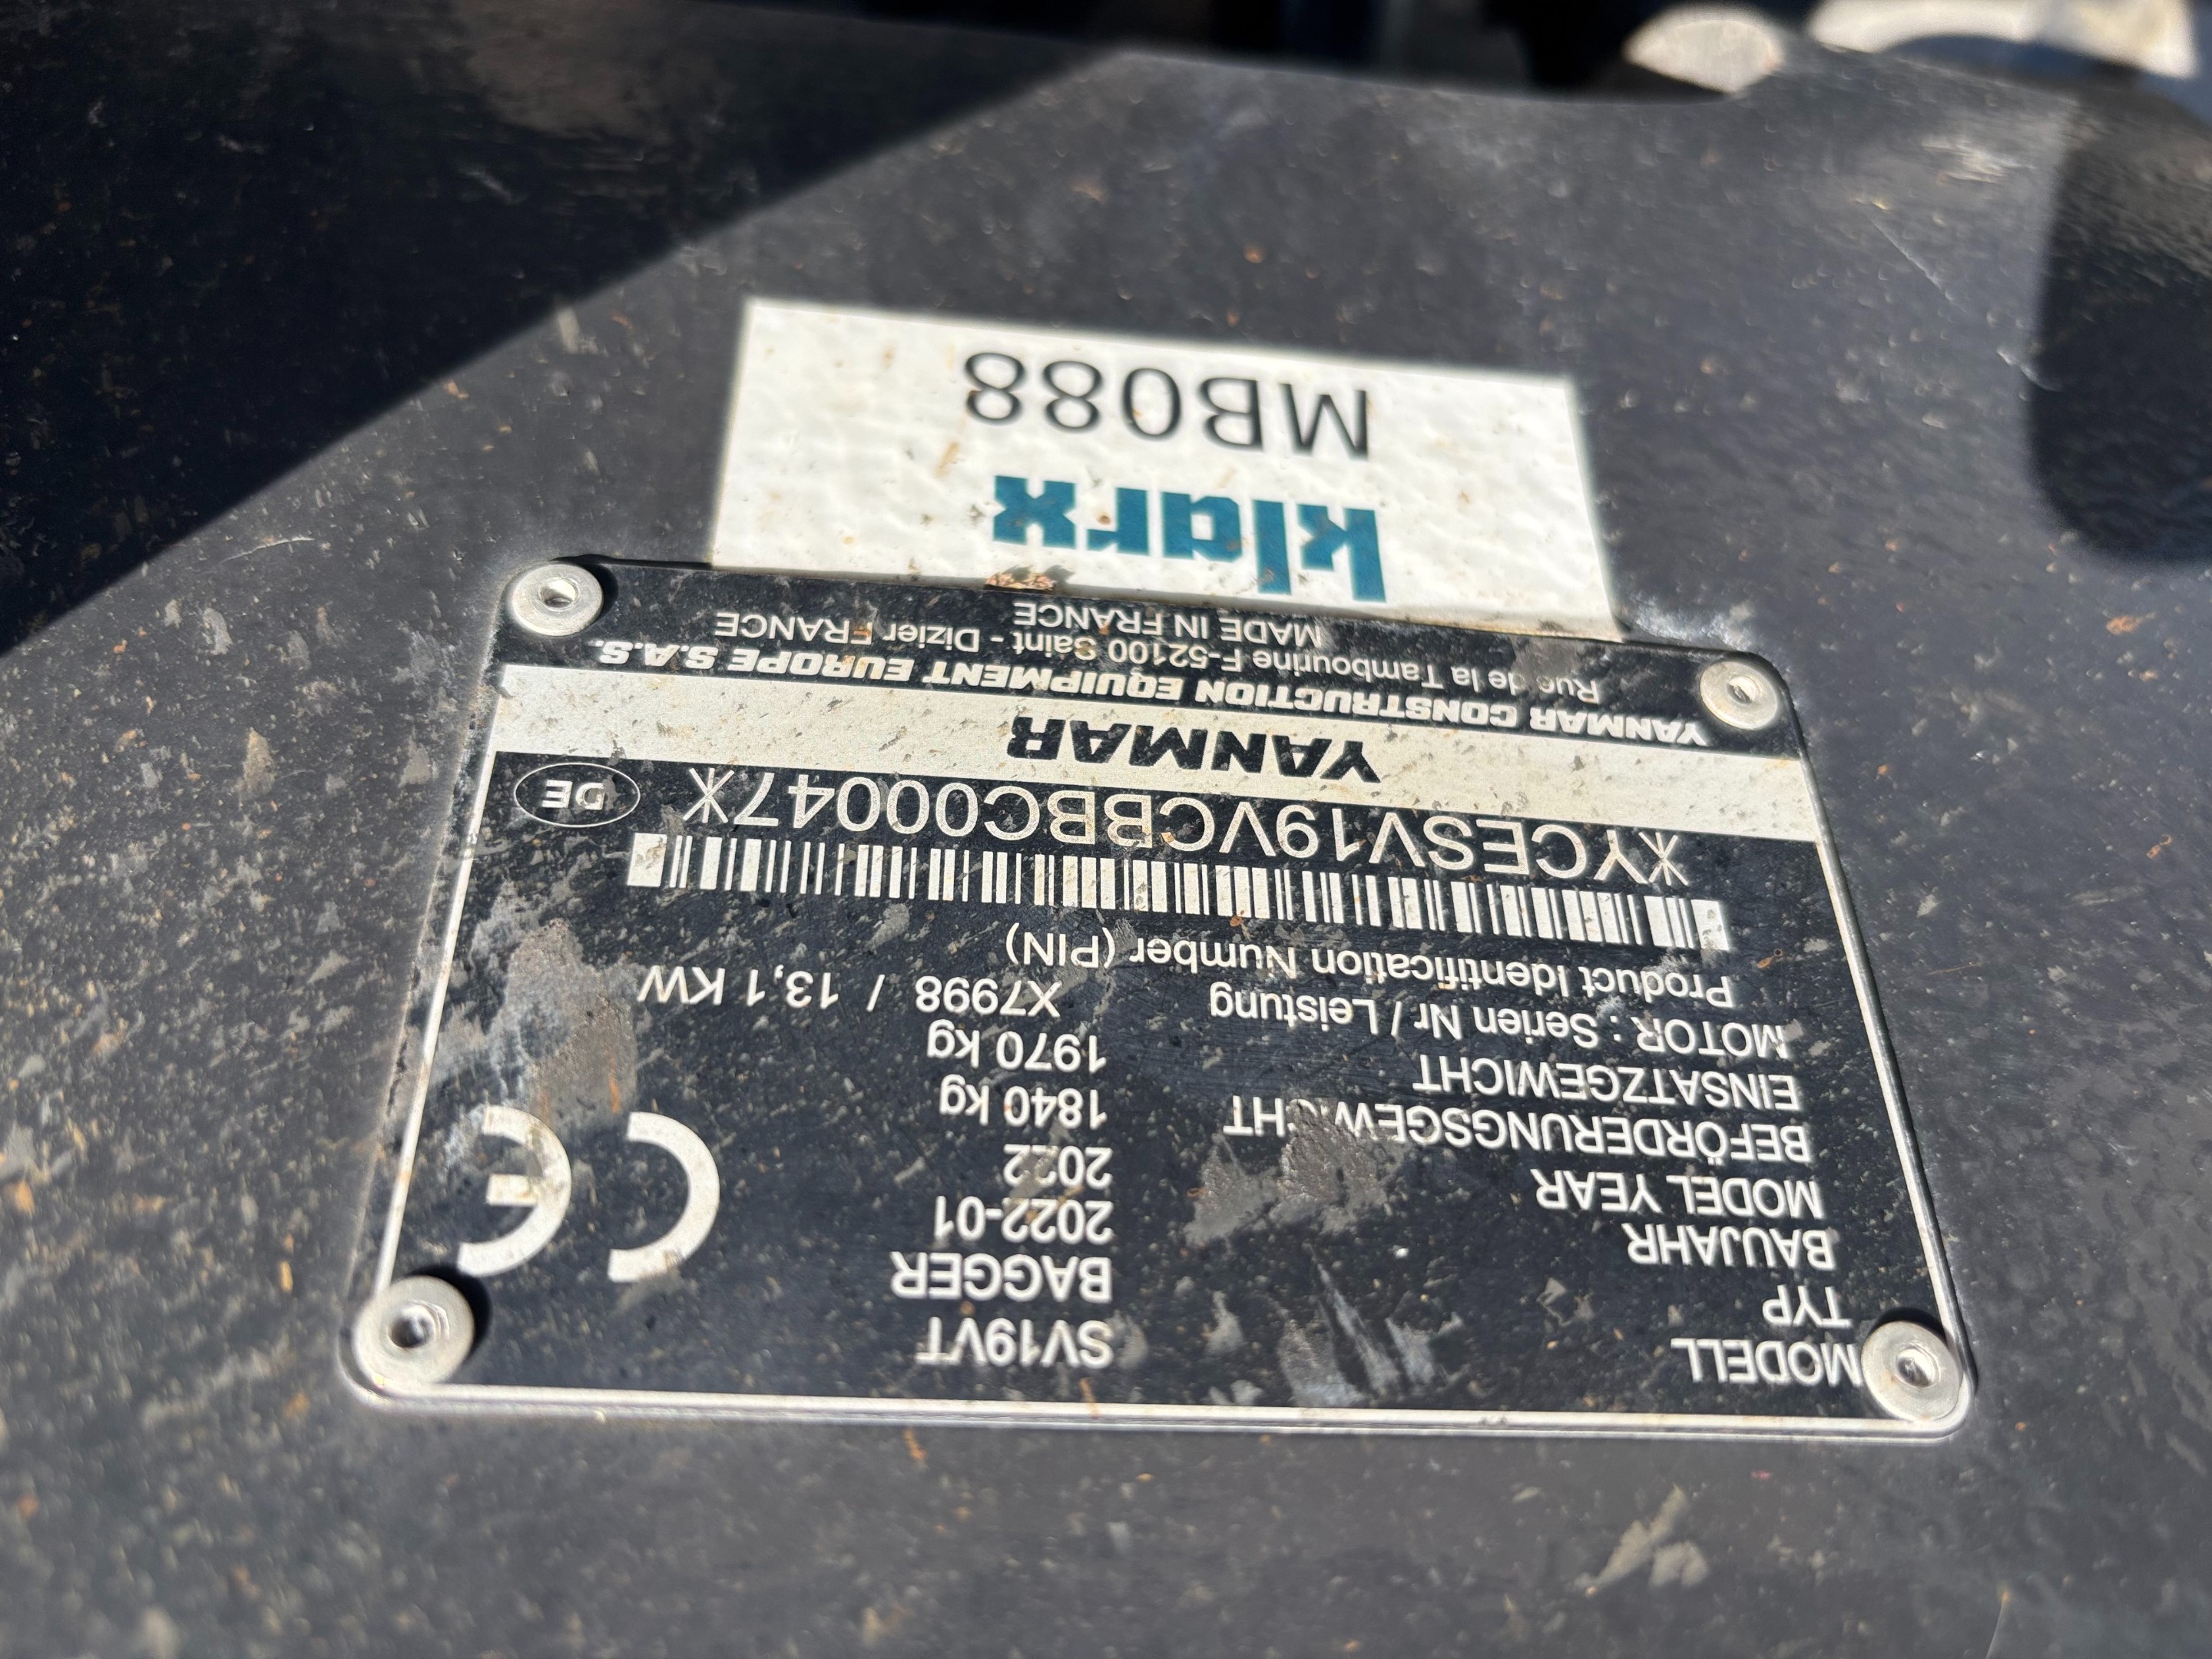 MODELL SV19VT
TYP BAGGER
BAUJAHR 2022-01
MODEL YEAR 2022
BEFÖRDERUNGSGEWICHT 1840 kg
EINSATZGEWICHT 1970 kg
MOTOR : Serien Nr / Leistung X7998 / 13,1 KW
Product Identification Number (PIN)
CE
*YCESV19VCBBC00047*
DE
YANMAR
YANMAR CONSTRUCTION EQUIPMENT EUROPE S.A.S.
Rue de la Tambourine F-52100 Saint - Dizier FRANCE
MADE IN FRANCE
klarx
MB088